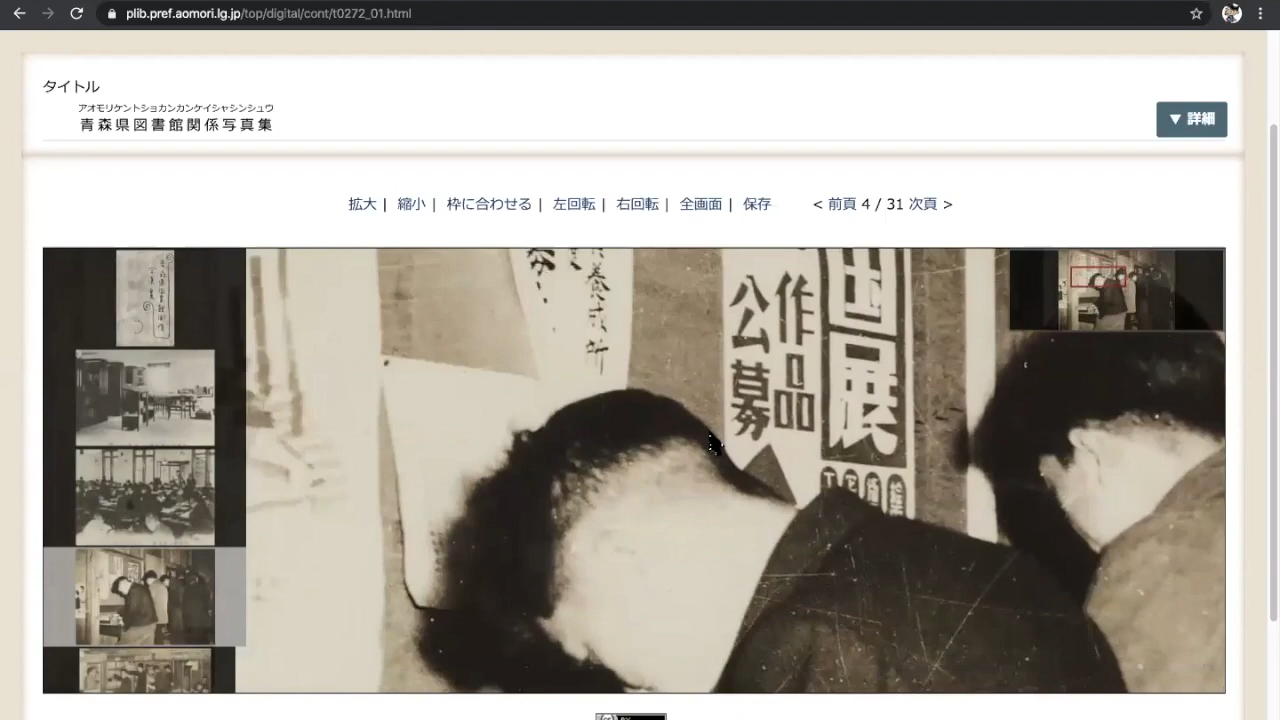 plib.pref.aomori.lg.jp/top/digital/cont/t0272_01.html
タイトル
アオモリケントショカンカンケイシャシンシュウ
青森県図書館関係写真集
▼ 詳細
拡大 | 縮小 | 枠に合わせる | 左回転 | 右回転 | 全画面 | 保存 < 前頁 4 / 31 次頁 >
展
作品
公募
養成所